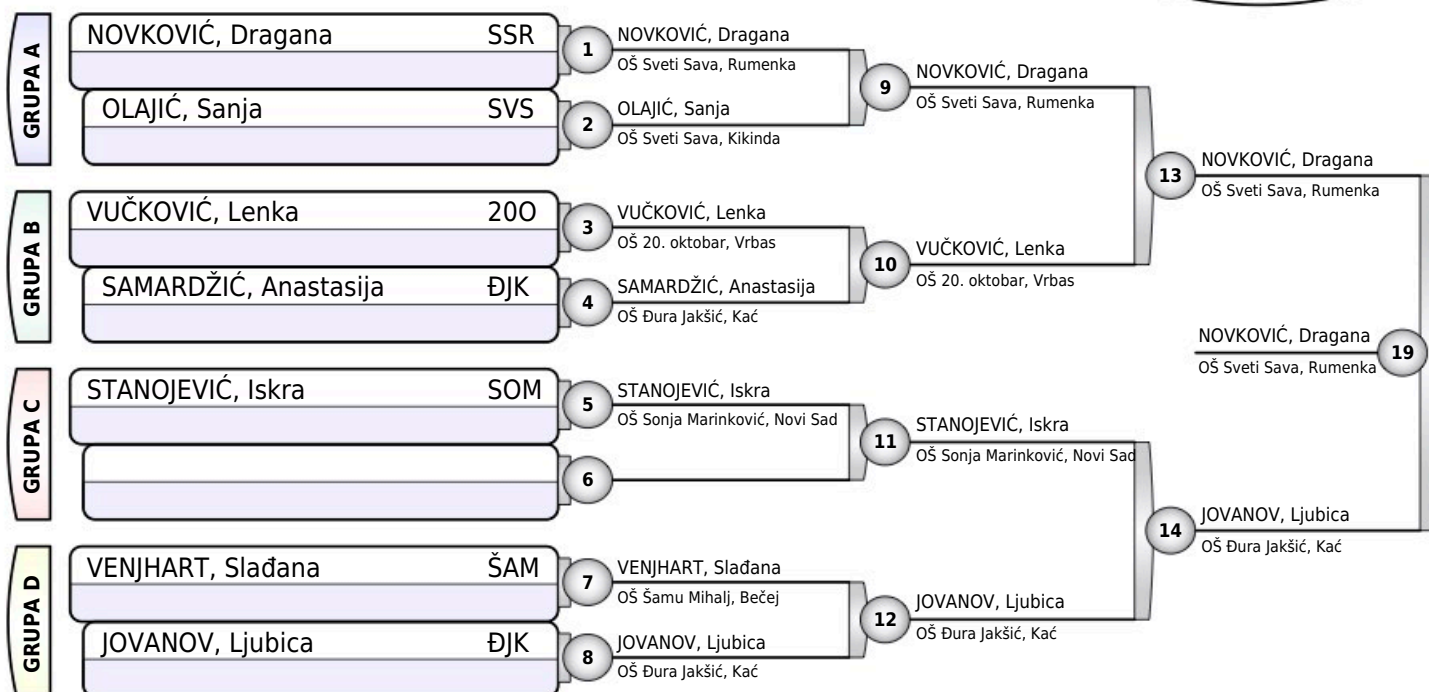 GRUPA A
NOVKOVIĆ, Dragana SSR
OLAJIĆ, Sanja SVS
GRUPA B
VUČKOVIĆ, Lenka 20O
SAMARDŽIĆ, Anastasija ĐJK
GRUPA C
STANOJEVIĆ, Iskra SOM
GRUPA D
VENJHART, Slađana ŠAM
JOVANOV, Ljubica ĐJK
1
NOVKOVIĆ, Dragana
OŠ Sveti Sava, Rumenka
2
OLAJIĆ, Sanja
OŠ Sveti Sava, Kikinda
3
VUČKOVIĆ, Lenka
OŠ 20. oktobar, Vrbas
4
SAMARDŽIĆ, Anastasija
OŠ Đura Jakšić, Kać
5
STANOJEVIĆ, Iskra
OŠ Sonja Marinković, Novi Sad
6
7
VENJHART, Slađana
OŠ Šamu Mihalj, Bečej
8
JOVANOV, Ljubica
OŠ Đura Jakšić, Kać
9
NOVKOVIĆ, Dragana
OŠ Sveti Sava, Rumenka
10
VUČKOVIĆ, Lenka
OŠ 20. oktobar, Vrbas
11
STANOJEVIĆ, Iskra
OŠ Sonja Marinković, Novi Sad
12
JOVANOV, Ljubica
OŠ Đura Jakšić, Kać
13
NOVKOVIĆ, Dragana
OŠ Sveti Sava, Rumenka
14
JOVANOV, Ljubica
OŠ Đura Jakšić, Kać
NOVKOVIĆ, Dragana
OŠ Sveti Sava, Rumenka
19